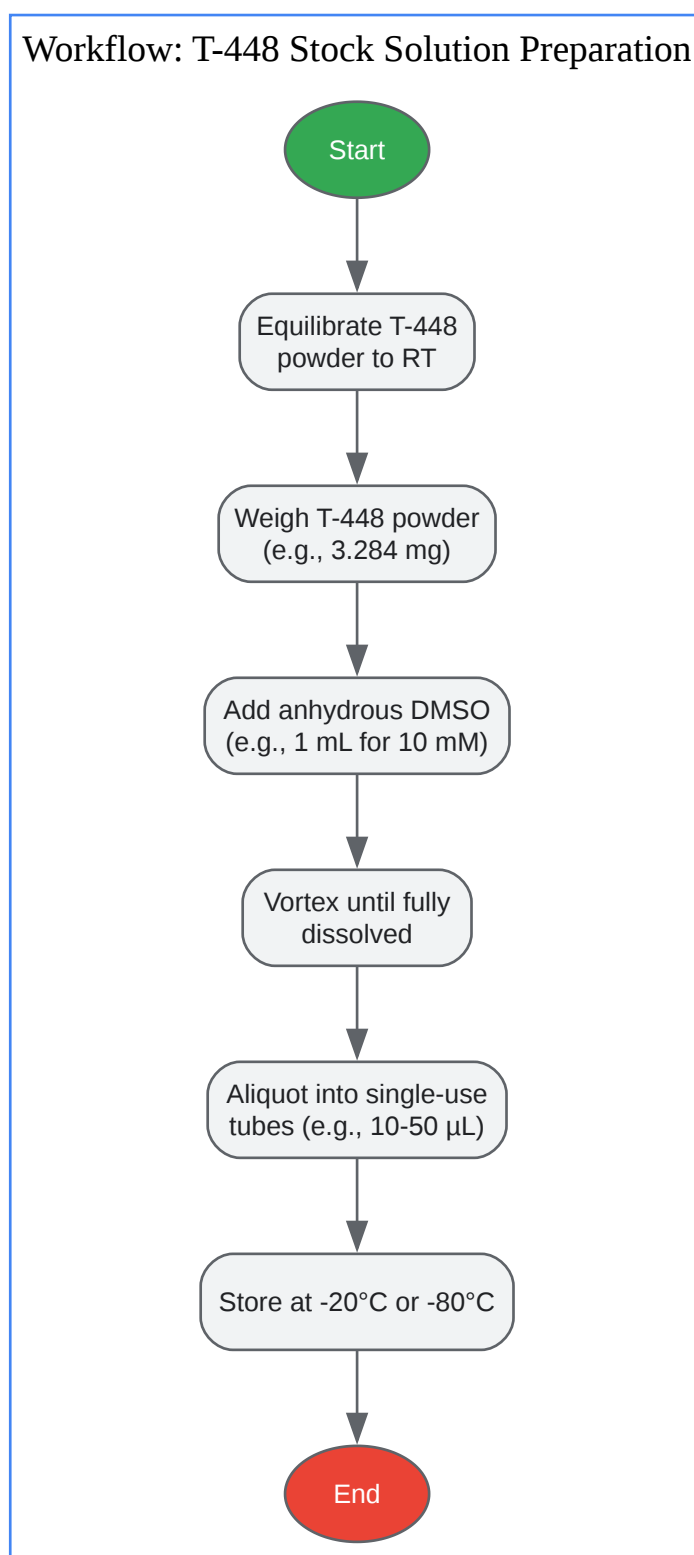 Workflow: T-448 Stock Solution Preparation
Start
Equilibrate T-448
powder to RT
Weigh T-448 powder
(e.g., 3.284 mg)
Add anhydrous DMSO
(e.g., 1 mL for 10 mM)
Vortex until fully
dissolved
Aliquot into single-use
tubes (e.g., 10-50 µL)
Store at -20°C or -80°C
End